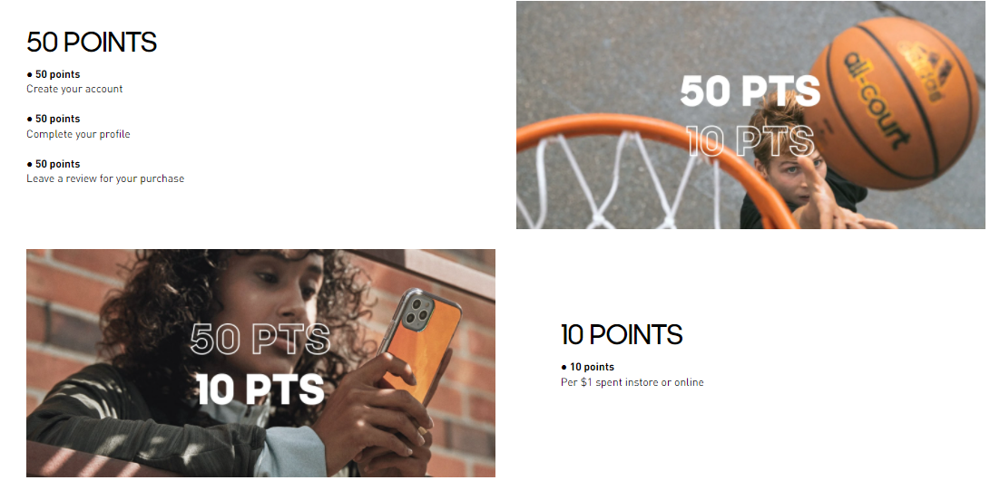 50 POINTS
● 50 points
Create your account
● 50 points
Complete your profile
● 50 points
Leave a review for your purchase
50 PTS
10 PTS
all-court
adidas
50 PTS
10 PTS
10 POINTS
● 10 points
Per $1 spent instore or online